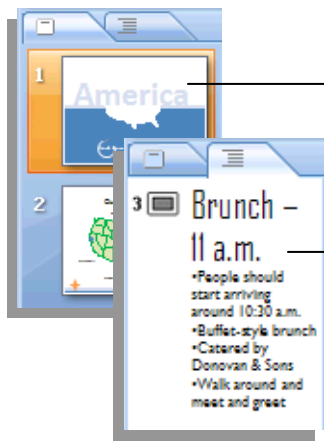 1
America
2
3 Brunch –
11 a.m.
•People should
start arriving
around 10:30 a.m.
•Buffet-style brunch
•Catered by
Donovan & Sons
•Walk around and
meet and greet